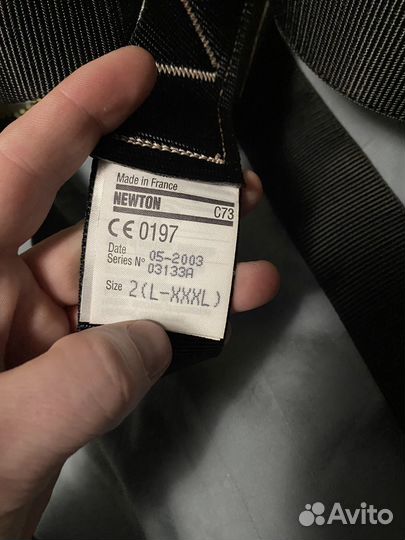 Made in France
NEWTON C73
CE 0197
Date 05-2003
Series N° 03133A
Size 2(L-XXXL)
Avito